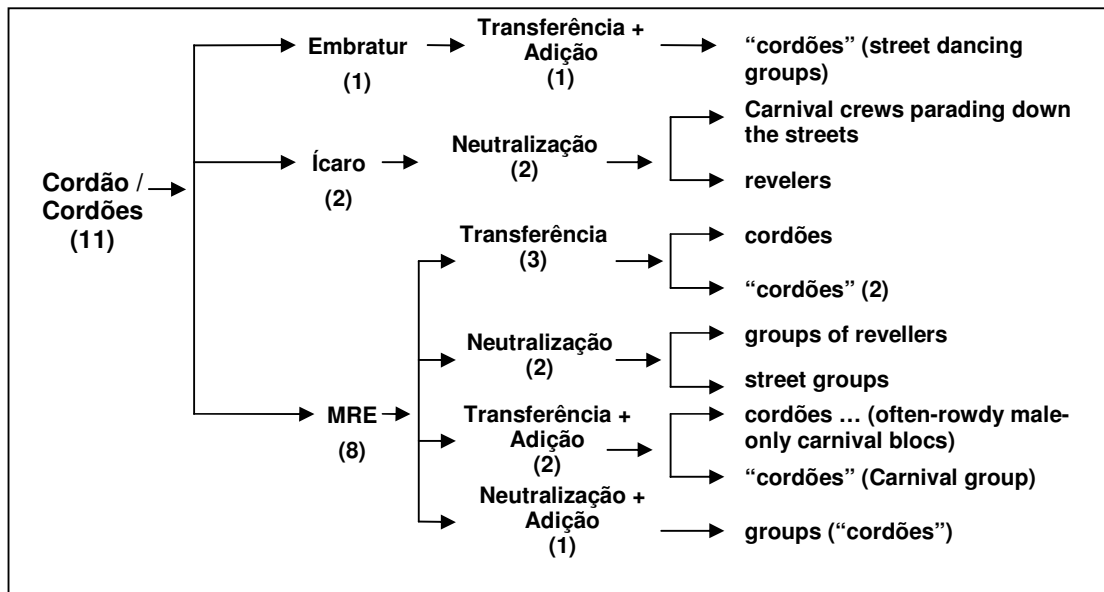 Cordão /
Cordões
(11)
Embratur
(1)
Transferência +
Adição
(1)
“cordões” (street dancing
groups)
Ícaro
(2)
Neutralização
(2)
Carnival crews parading down
the streets
revelers
MRE
(8)
Transferência
(3)
cordões
“cordões” (2)
Neutralização
(2)
groups of revellers
street groups
Transferência +
Adição
(2)
cordões ... (often-rowdy male-
only carnival blocs)
“cordões” (Carnival group)
Neutralização +
Adição
(1)
groups (“cordões”)